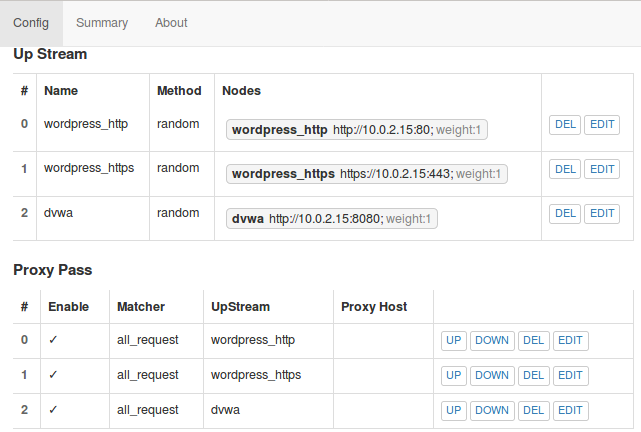 Config Summary About
Up Stream
# Name Method Nodes
0 wordpress_http random wordpress_http http://10.0.2.15:80; weight:1 DEL EDIT
1 wordpress_https random wordpress_https https://10.0.2.15:443; weight:1 DEL EDIT
2 dvwa random dvwa http://10.0.2.15:8080; weight:1 DEL EDIT
Proxy Pass
# Enable Matcher UpStream Proxy Host
0 ✓ all_request wordpress_http UP DOWN DEL EDIT
1 ✓ all_request wordpress_https UP DOWN DEL EDIT
2 ✓ all_request dvwa UP DOWN DEL EDIT